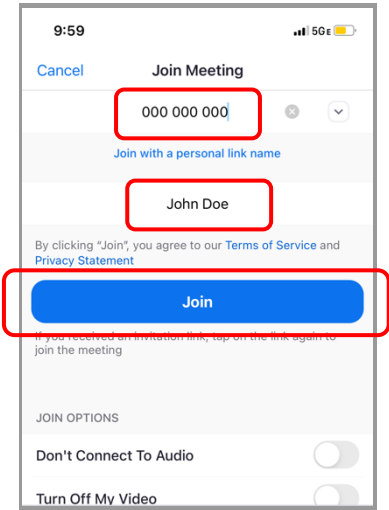 9:59
5GE
Cancel
Join Meeting
000 000 000
Join with a personal link name
John Doe
By clicking "Join", you agree to our Terms of Service and
Privacy Statement
Join
If you received an invitation link, tap on the link again to
join the meeting
JOIN OPTIONS
Don't Connect To Audio
Turn Off My Video